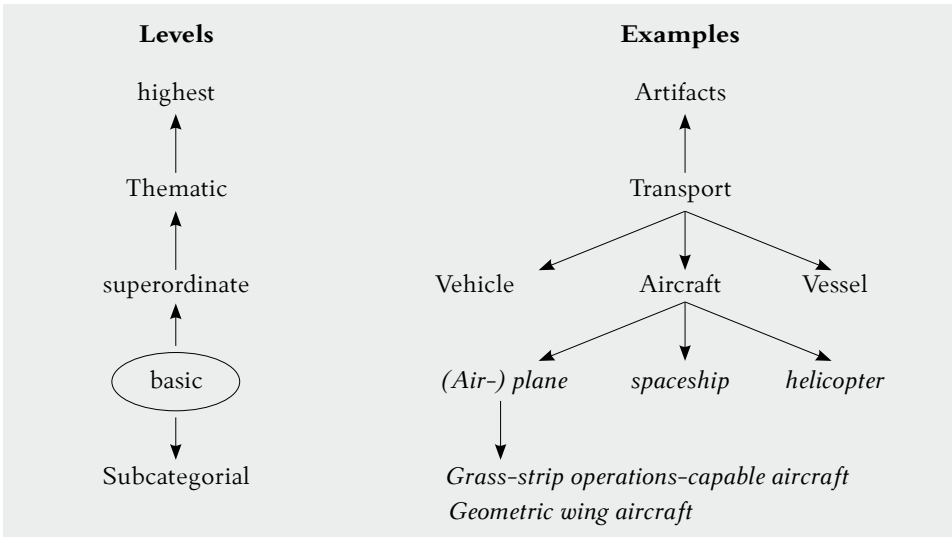 Levels Examples
highest Artifacts
Thematic Transport
superordinate Vehicle Aircraft Vessel
basic (Air-) plane spaceship helicopter
Subcategorial Grass-strip operations-capable aircraft
Geometric wing aircraft